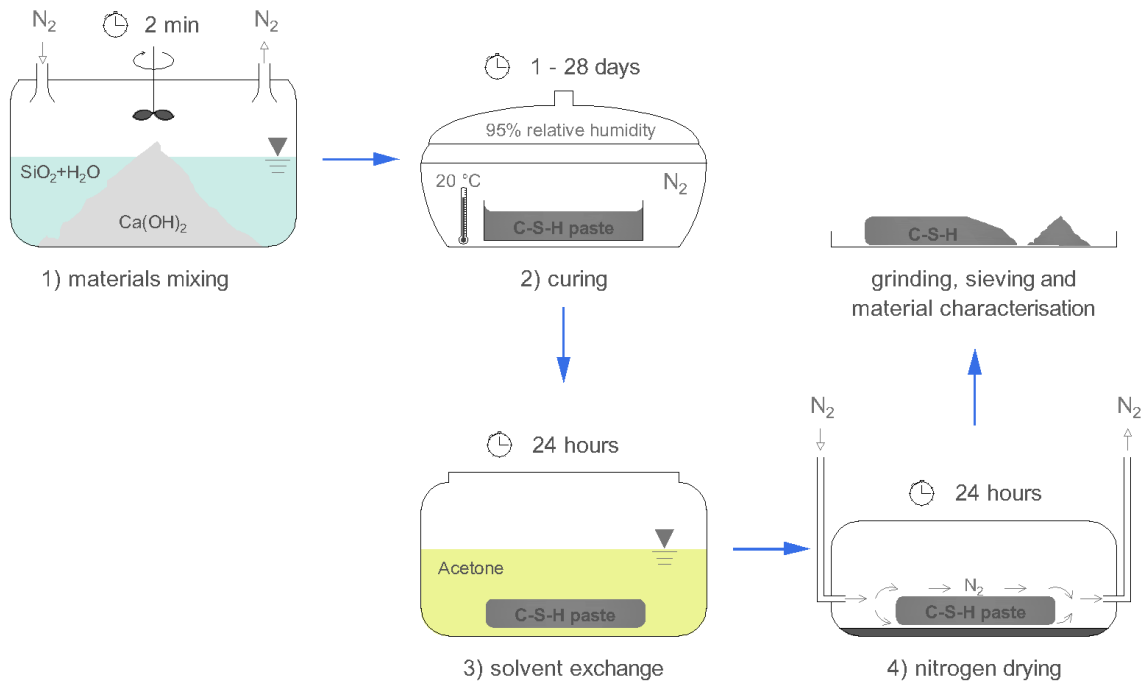 N₂
2 min
N₂
SiO₂+H₂O
Ca(OH)₂
1) materials mixing
1 - 28 days
95% relative humidity
20 °C
N₂
C-S-H paste
2) curing
24 hours
Acetone
C-S-H paste
3) solvent exchange
N₂
N₂
24 hours
N₂
C-S-H paste
4) nitrogen drying
C-S-H
grinding, sieving and
material characterisation